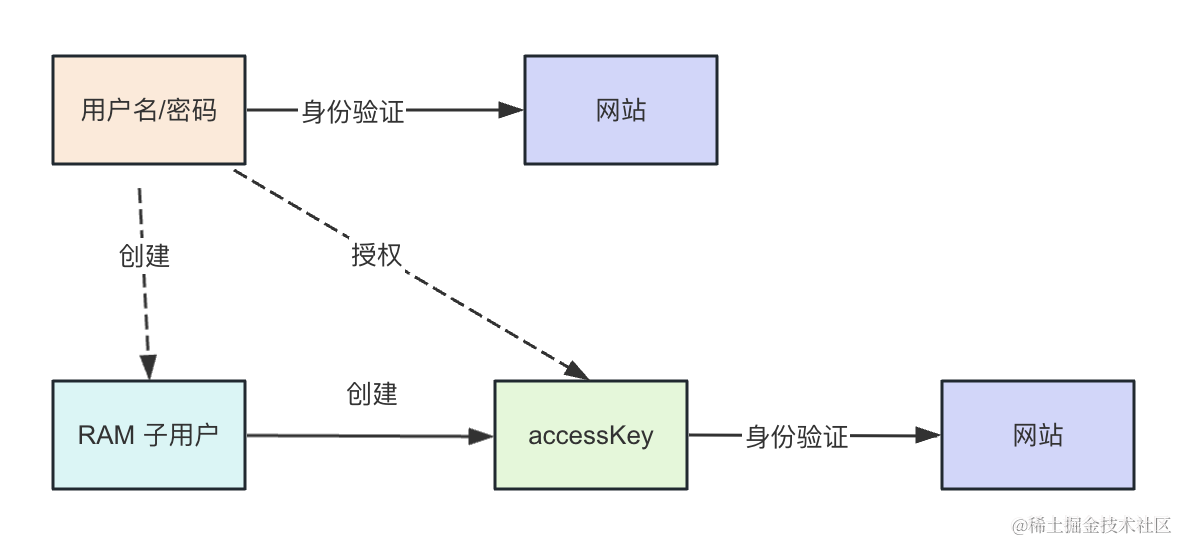 用户名/密码
身份验证
网站
创建
授权
RAM 子用户
创建
accessKey
身份验证
网站
@稀土掘金技术社区